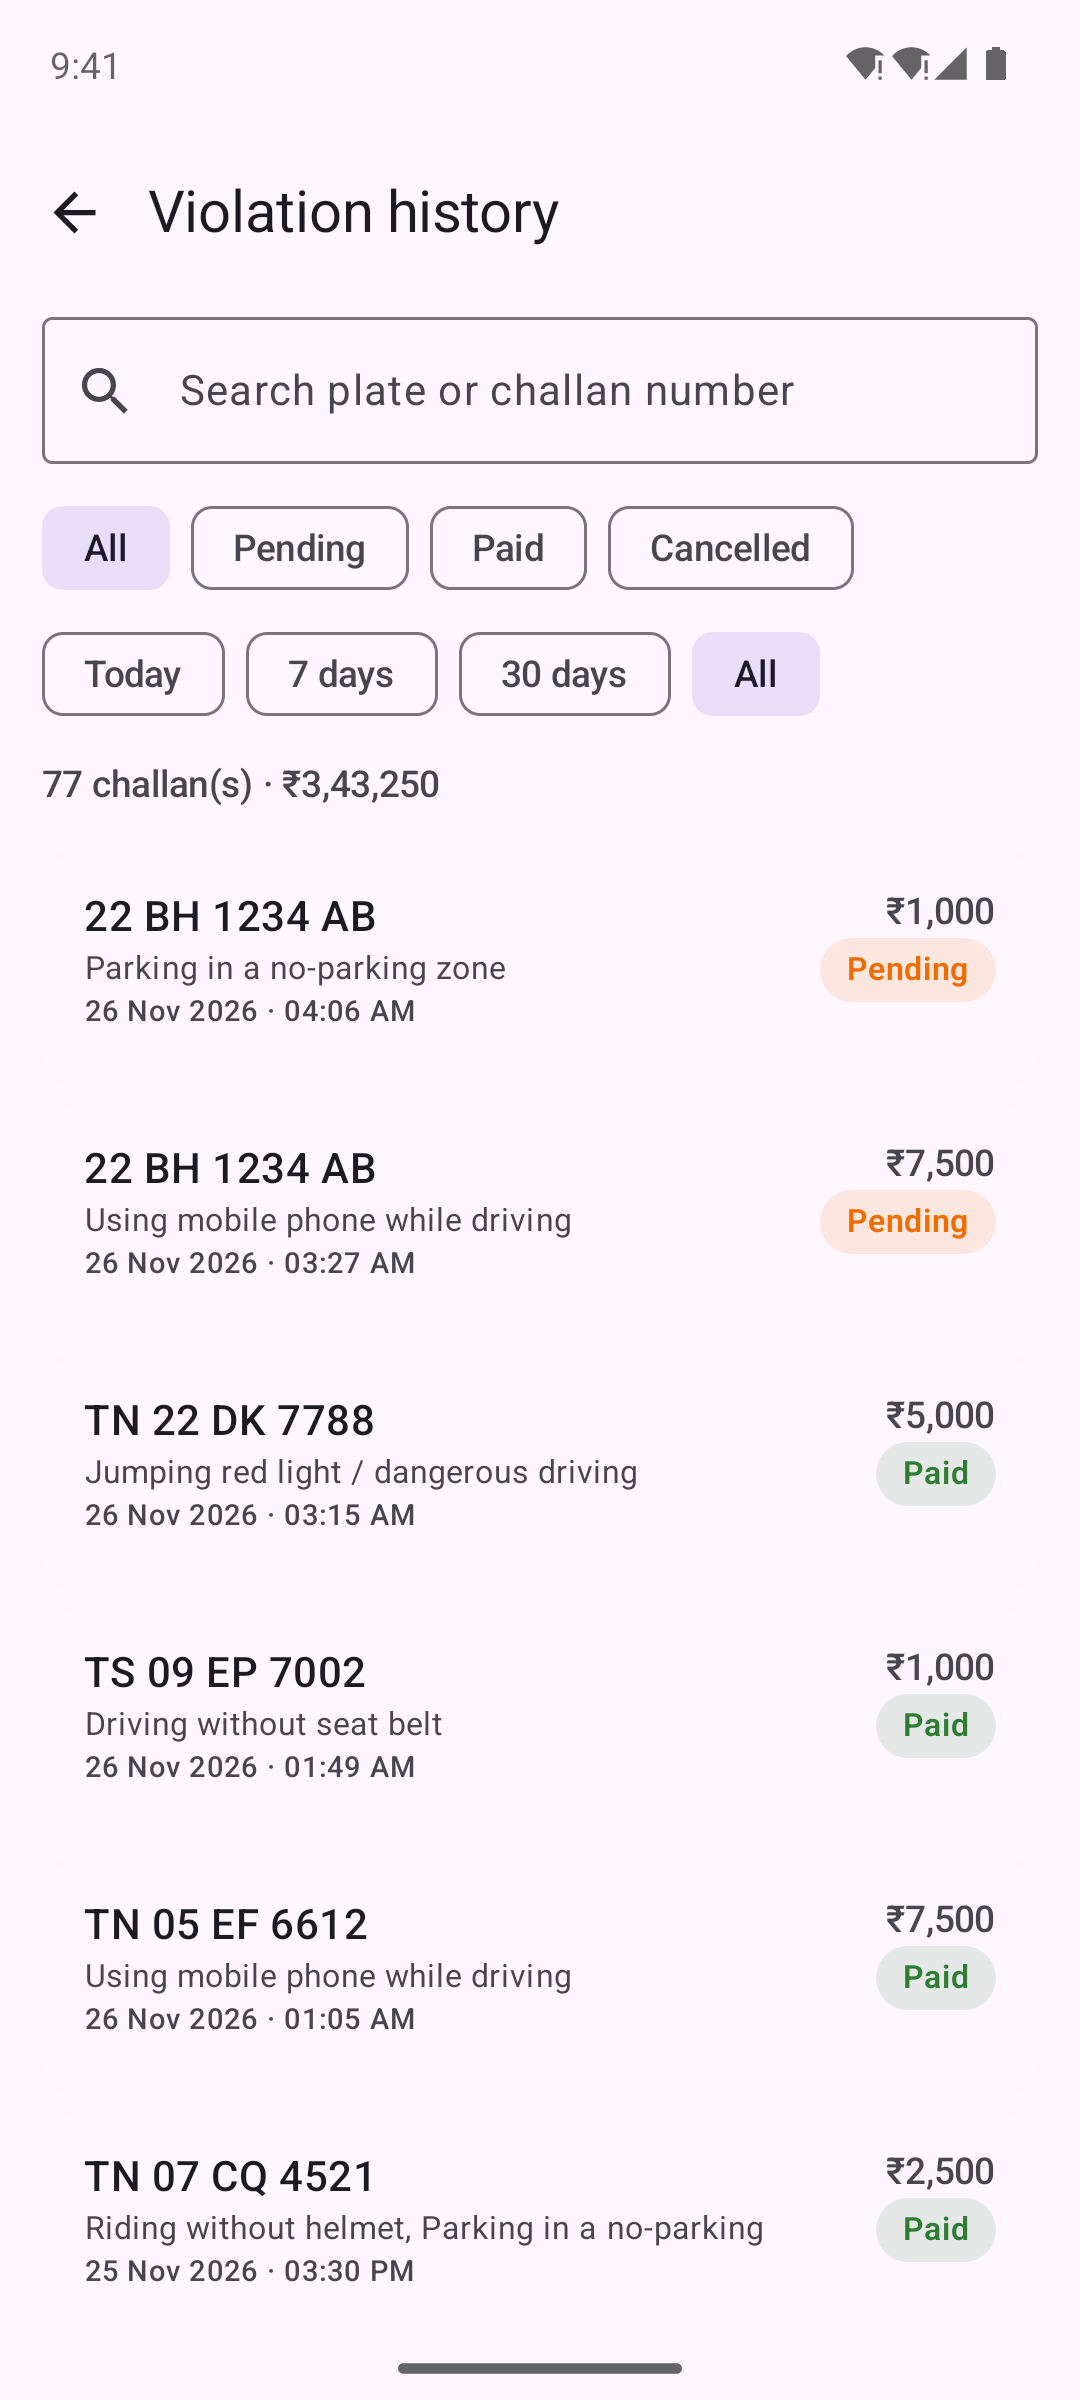 9:41
Violation history
Search plate or challan number
All Pending Paid Cancelled
Today 7 days 30 days All
77 challan(s) · ₹3,43,250
22 BH 1234 AB ₹1,000
Parking in a no-parking zone Pending
26 Nov 2026 · 04:06 AM
22 BH 1234 AB ₹7,500
Using mobile phone while driving Pending
26 Nov 2026 · 03:27 AM
TN 22 DK 7788 ₹5,000
Jumping red light / dangerous driving Paid
26 Nov 2026 · 03:15 AM
TS 09 EP 7002 ₹1,000
Driving without seat belt Paid
26 Nov 2026 · 01:49 AM
TN 05 EF 6612 ₹7,500
Using mobile phone while driving Paid
26 Nov 2026 · 01:05 AM
TN 07 CQ 4521 ₹2,500
Riding without helmet, Parking in a no-parking Paid
25 Nov 2026 · 03:30 PM